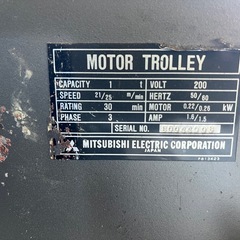 MOTOR TROLLEY
CAPACITY 1 t VOLT 200
SPEED 21/25 m/min HERTZ 50/60
RATING 30 min MOTOR 0.22/0.26 kW
PHASE 3 AMP 1.6/1.5
SERIAL NO.
MITSUBISHI ELECTRIC CORPORATION
JAPAN